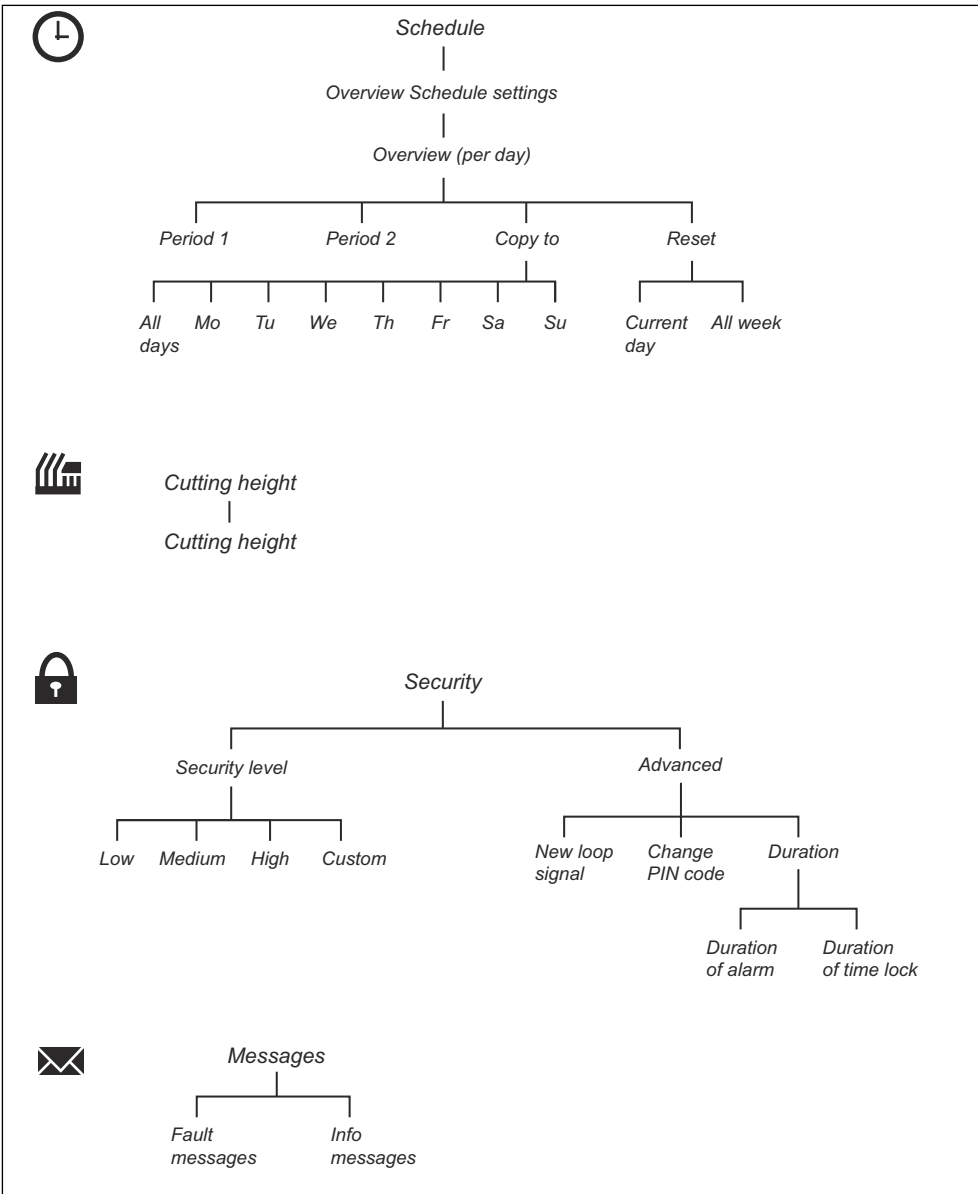 Schedule
Overview Schedule settings
Overview (per day)
Period 1 Period 2 Copy to Reset
All days Mo Tu We Th Fr Sa Su Current day All week
Cutting height
Cutting height
Security
Security level Advanced
Low Medium High Custom New loop signal Change PIN code Duration
Duration of alarm Duration of time lock
Messages
Fault messages Info messages